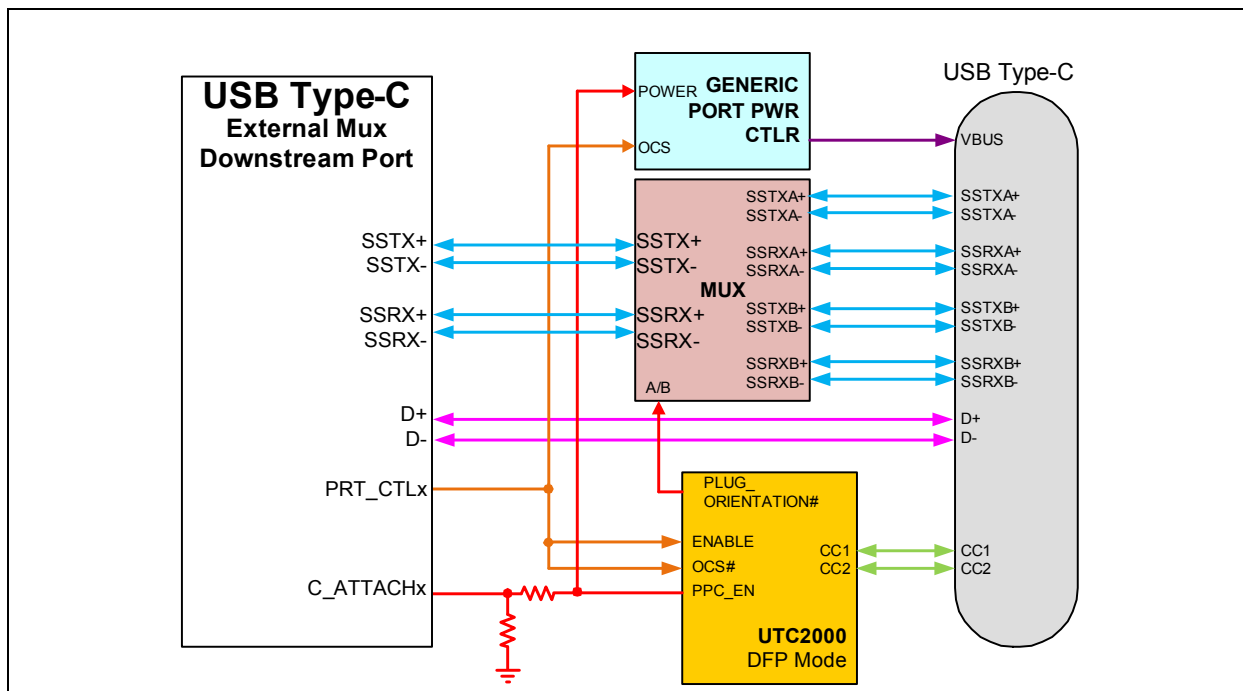 USB Type-C
External Mux
Downstream Port
SSTX+
SSTX-
SSRX+
SSRX-
D+
D-
PRT_CTLx
C_ATTACHx
POWER
GENERIC
PORT PWR
CTLR
OCS
SSTX+
SSTX-
SSRX+
SSRX-
MUX
A/B
SSTXA+
SSTXA-
SSRXA+
SSRXA-
SSTXB+
SSTXB-
SSRXB+
SSRXB-
PLUG_
ORIENTATION#
ENABLE
OCS#
PPC_EN
CC1
CC2
UTC2000
DFP Mode
USB Type-C
VBUS
SSTXA+
SSTXA-
SSRXA+
SSRXA-
SSTXB+
SSTXB-
SSRXB+
SSRXB-
D+
D-
CC1
CC2